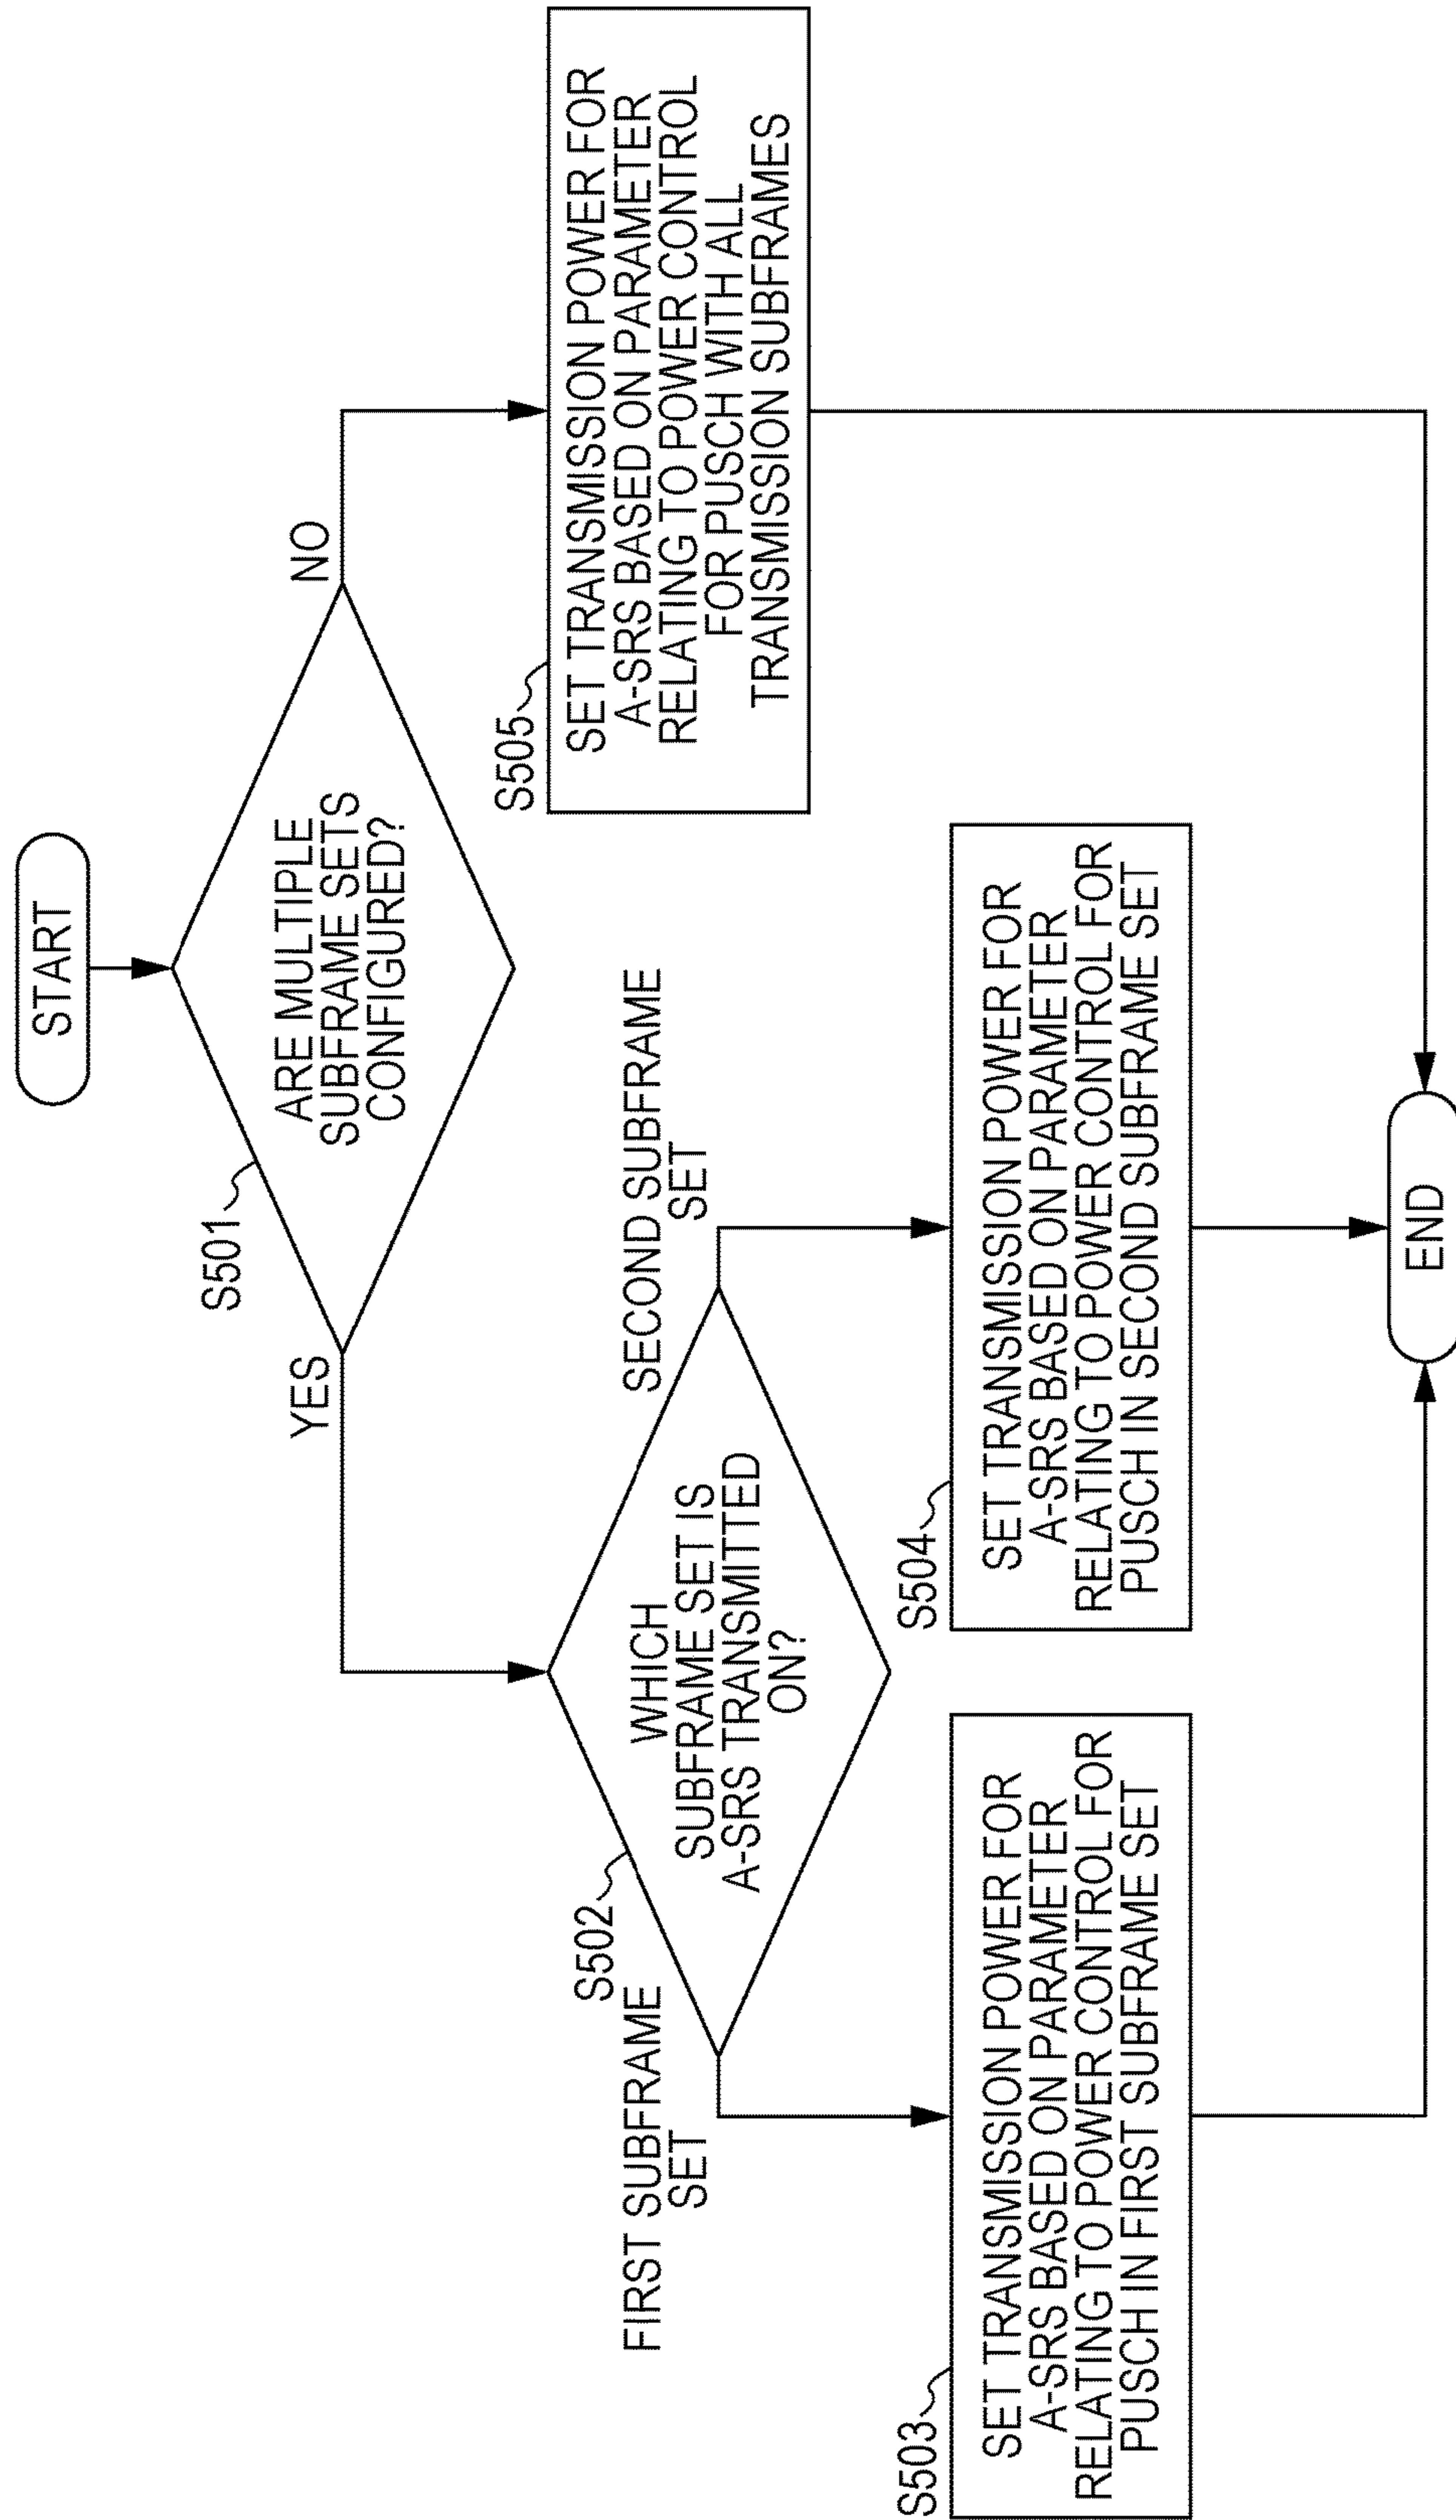 START
S501
ARE MULTIPLE
SUBFRAME SETS
CONFIGURED?
YES
NO
S502
WHICH
SUBFRAME SET IS
A-SRS TRANSMITTED
ON?
FIRST SUBFRAME
SET
SECOND SUBFRAME
SET
S505
SET TRANSMISSION POWER FOR
A-SRS BASED ON PARAMETER
RELATING TO POWER CONTROL
FOR PUSCH WITH ALL
TRANSMISSION SUBFRAMES
S503
SET TRANSMISSION POWER FOR
A-SRS BASED ON PARAMETER
RELATING TO POWER CONTROL FOR
PUSCH IN FIRST SUBFRAME SET
S504
SET TRANSMISSION POWER FOR
A-SRS BASED ON PARAMETER
RELATING TO POWER CONTROL FOR
PUSCH IN SECOND SUBFRAME SET
END